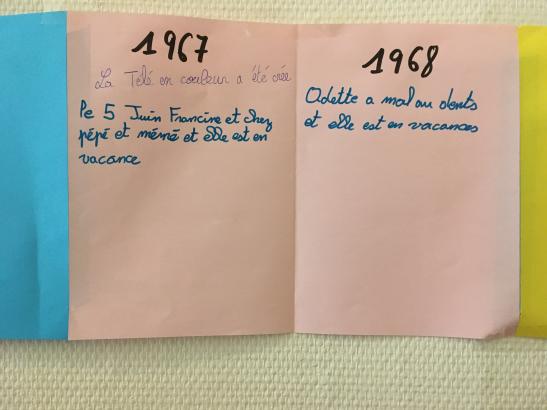 1967
La Télé en couleur a été crée
Le 5 Juin Francine et chez
pépé et mémé et elle est en
vacance
1968
Odette a mal au dents
et elle est en vacances